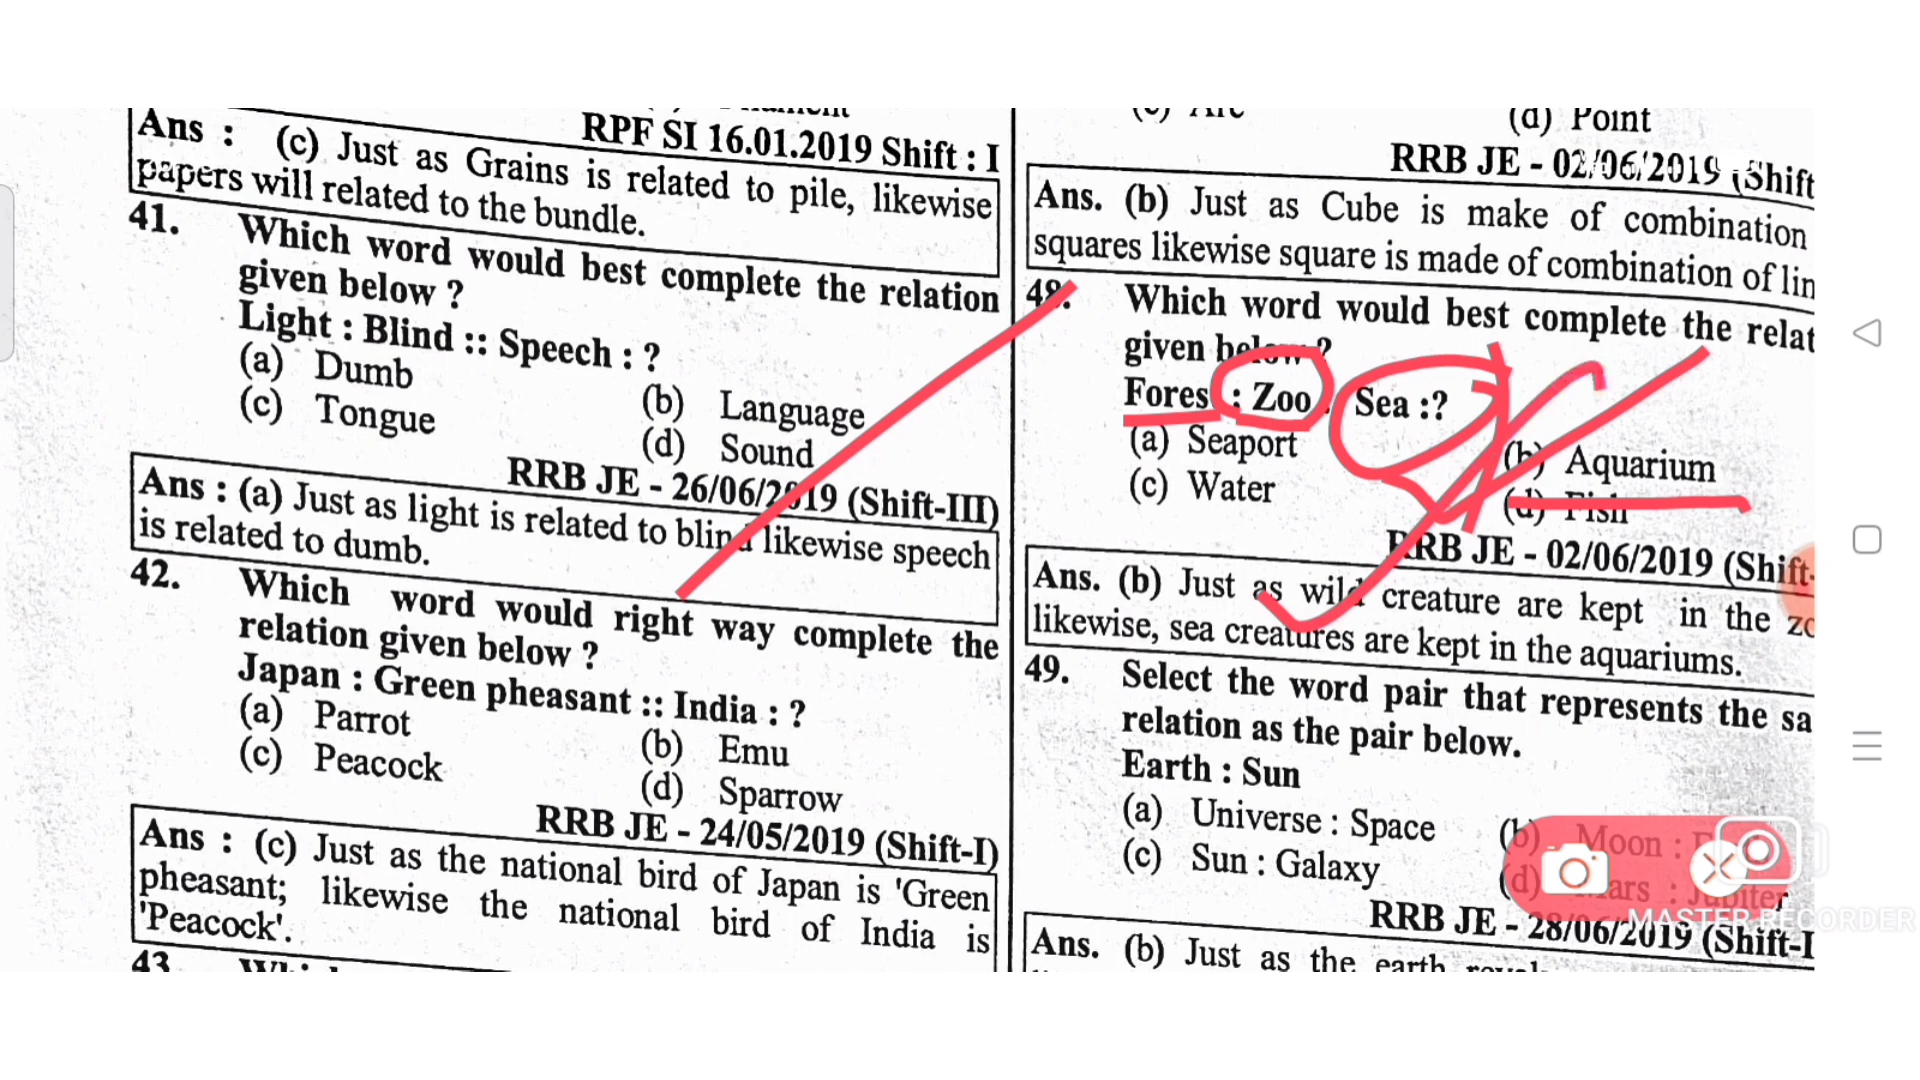 RPF SI 16.01.2019 Shift : I
Ans : (c) Just as Grains is related to pile, likewise
papers will related to the bundle.
41. Which word would best complete the relation
given below ?
Light : Blind :: Speech : ?
(a) Dumb
(b) Language
(c) Tongue
(d) Sound
RRB JE - 26/06/2019 (Shift-III)
Ans : (a) Just as light is related to blind likewise speech
is related to dumb.
42. Which word would right way complete the
relation given below ?
Japan : Green pheasant :: India : ?
(a) Parrot
(b) Emu
(c) Peacock
(d) Sparrow
RRB JE - 24/05/2019 (Shift-I)
Ans : (c) Just as the national bird of Japan is 'Green
pheasant; likewise the national bird of India is
'Peacock'.
43
(d) Point
RRB JE - 02/06/2019 (Shift
Ans. (b) Just as Cube is make of combination
squares likewise square is made of combination of lin
48. Which word would best complete the relat
given below ?
Fores : Zoo Sea :?
(a) Seaport
(b) Aquarium
(c) Water
(d) Fish
RRB JE - 02/06/2019 (Shift-
Ans. (b) Just as wild creature are kept in the zo
likewise, sea creatures are kept in the aquariums.
49. Select the word pair that represents the sa
relation as the pair below.
Earth : Sun
(a) Universe : Space (b) Moon :
(c) Sun : Galaxy (d) Mars : Jupiter
MASTER RECORDER
RRB JE - 28/06/2019 (Shift-I
Ans. (b) Just as the earth